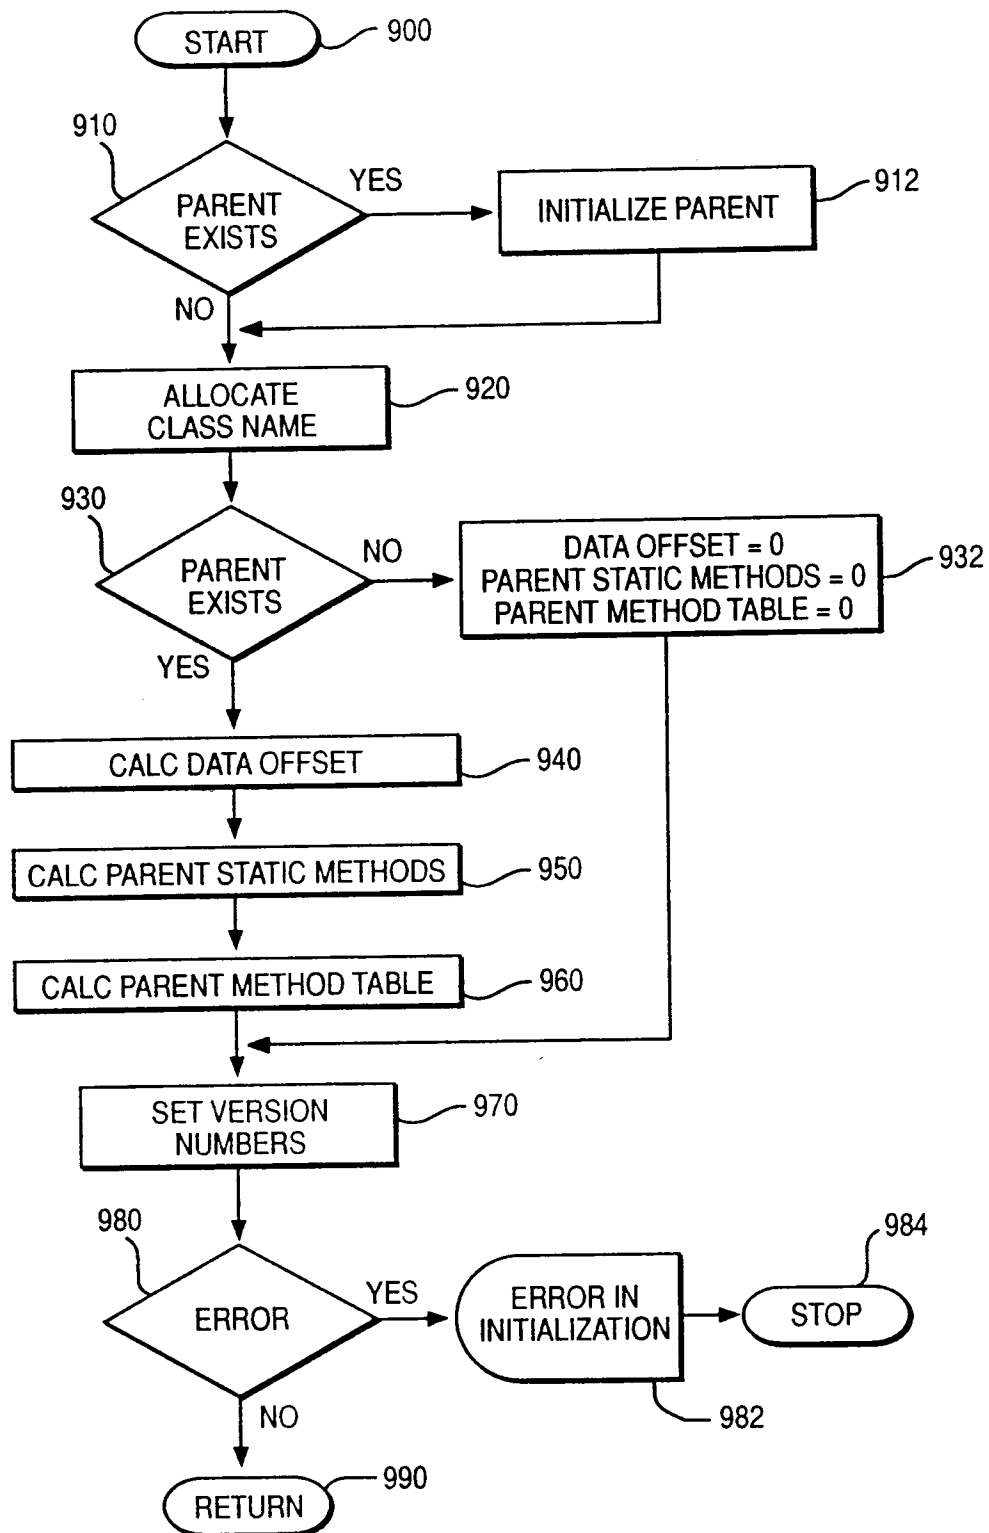 START
900
910
PARENT
EXISTS
YES
INITIALIZE PARENT
912
NO
ALLOCATE
CLASS NAME
920
930
PARENT
EXISTS
NO
DATA OFFSET = 0
PARENT STATIC METHODS = 0
PARENT METHOD TABLE = 0
932
YES
CALC DATA OFFSET
940
CALC PARENT STATIC METHODS
950
CALC PARENT METHOD TABLE
960
SET VERSION
NUMBERS
970
980
ERROR
YES
ERROR IN
INITIALIZATION
982
STOP
984
NO
RETURN
990